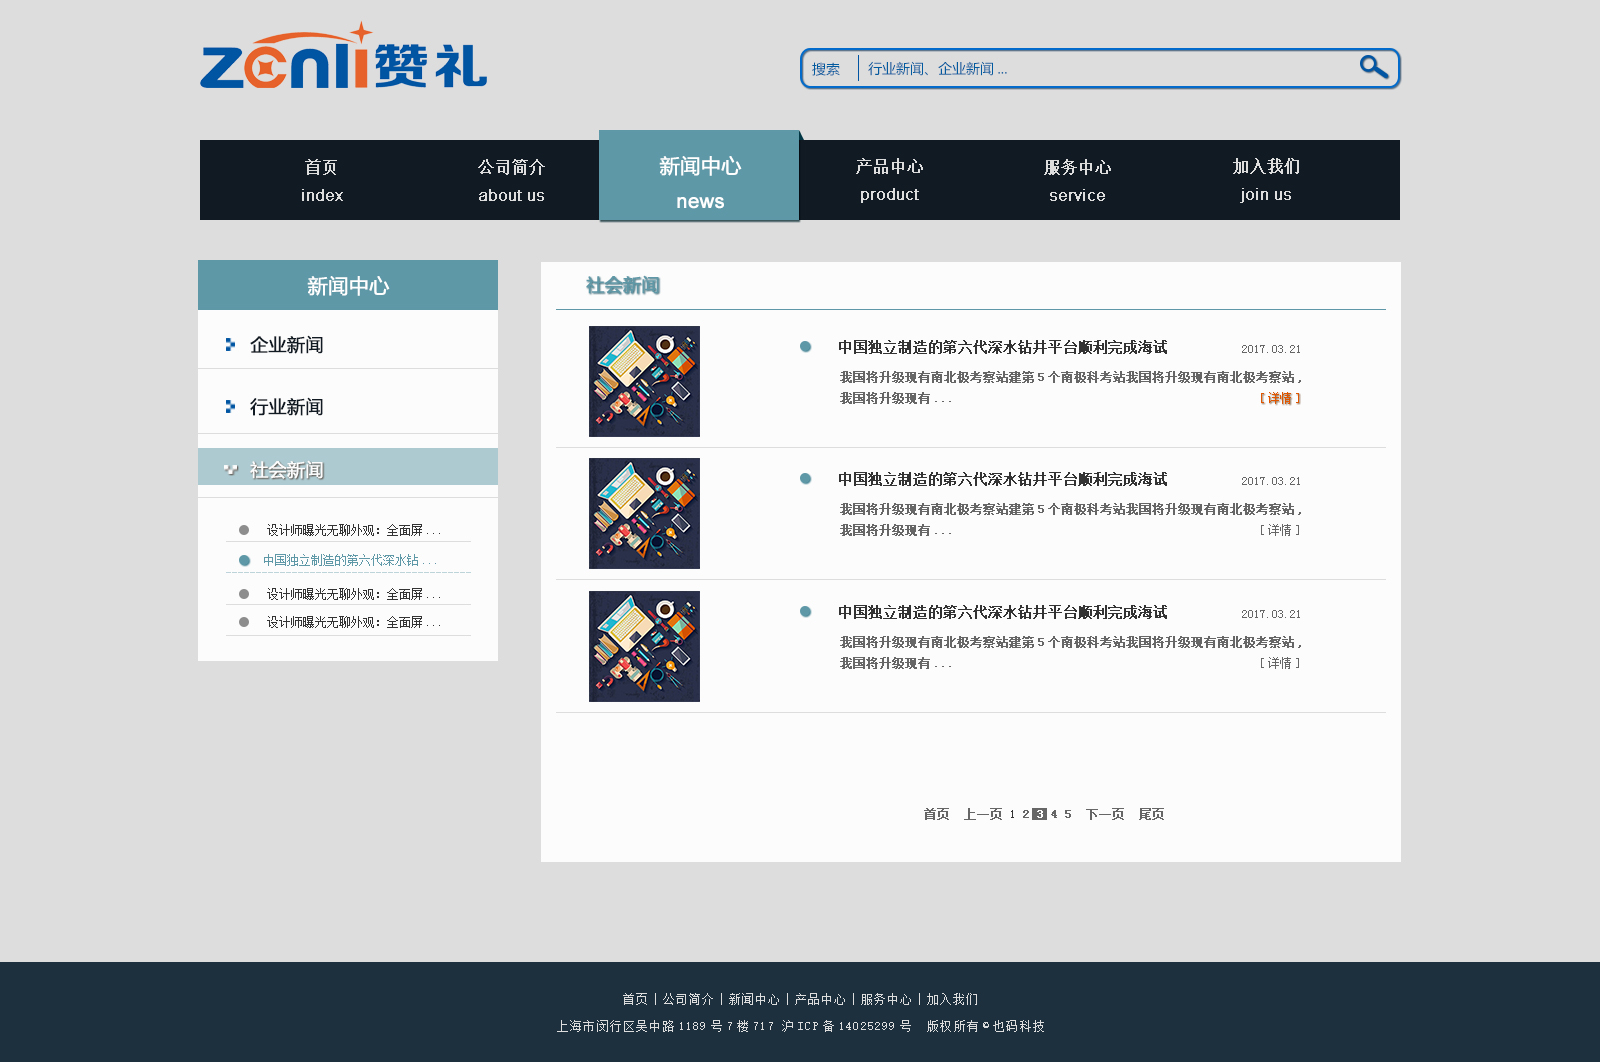 zenli赞礼
搜索 行业新闻、企业新闻 ...
首页 公司简介 新闻中心 产品中心 服务中心 加入我们
index about us news product service join us
新闻中心
企业新闻
行业新闻
社会新闻
设计师曝光无聊外观：全面屏 . . .
中国独立制造的第六代深水钻 . . .
设计师曝光无聊外观：全面屏 . . .
设计师曝光无聊外观：全面屏 . . .
社会新闻
中国独立制造的第六代深水钻井平台顺利完成海试 2017.03.21
我国将升级现有南北极考察站建第 5 个南极科考站我国将升级现有南北极考察站，
我国将升级现有 . . . [ 详情 ]
中国独立制造的第六代深水钻井平台顺利完成海试 2017.03.21
我国将升级现有南北极考察站建第 5 个南极科考站我国将升级现有南北极考察站，
我国将升级现有 . . . [ 详情 ]
中国独立制造的第六代深水钻井平台顺利完成海试 2017.03.21
我国将升级现有南北极考察站建第 5 个南极科考站我国将升级现有南北极考察站，
我国将升级现有 . . . [ 详情 ]
首页 上一页 1 2 3 4 5 下一页 尾页
首页 | 公司简介 | 新闻中心 | 产品中心 | 服务中心 | 加入我们
上海市闵行区吴中路 1189 号 7 楼 717 沪 ICP 备 14025299 号 版权所有 © 也码科技